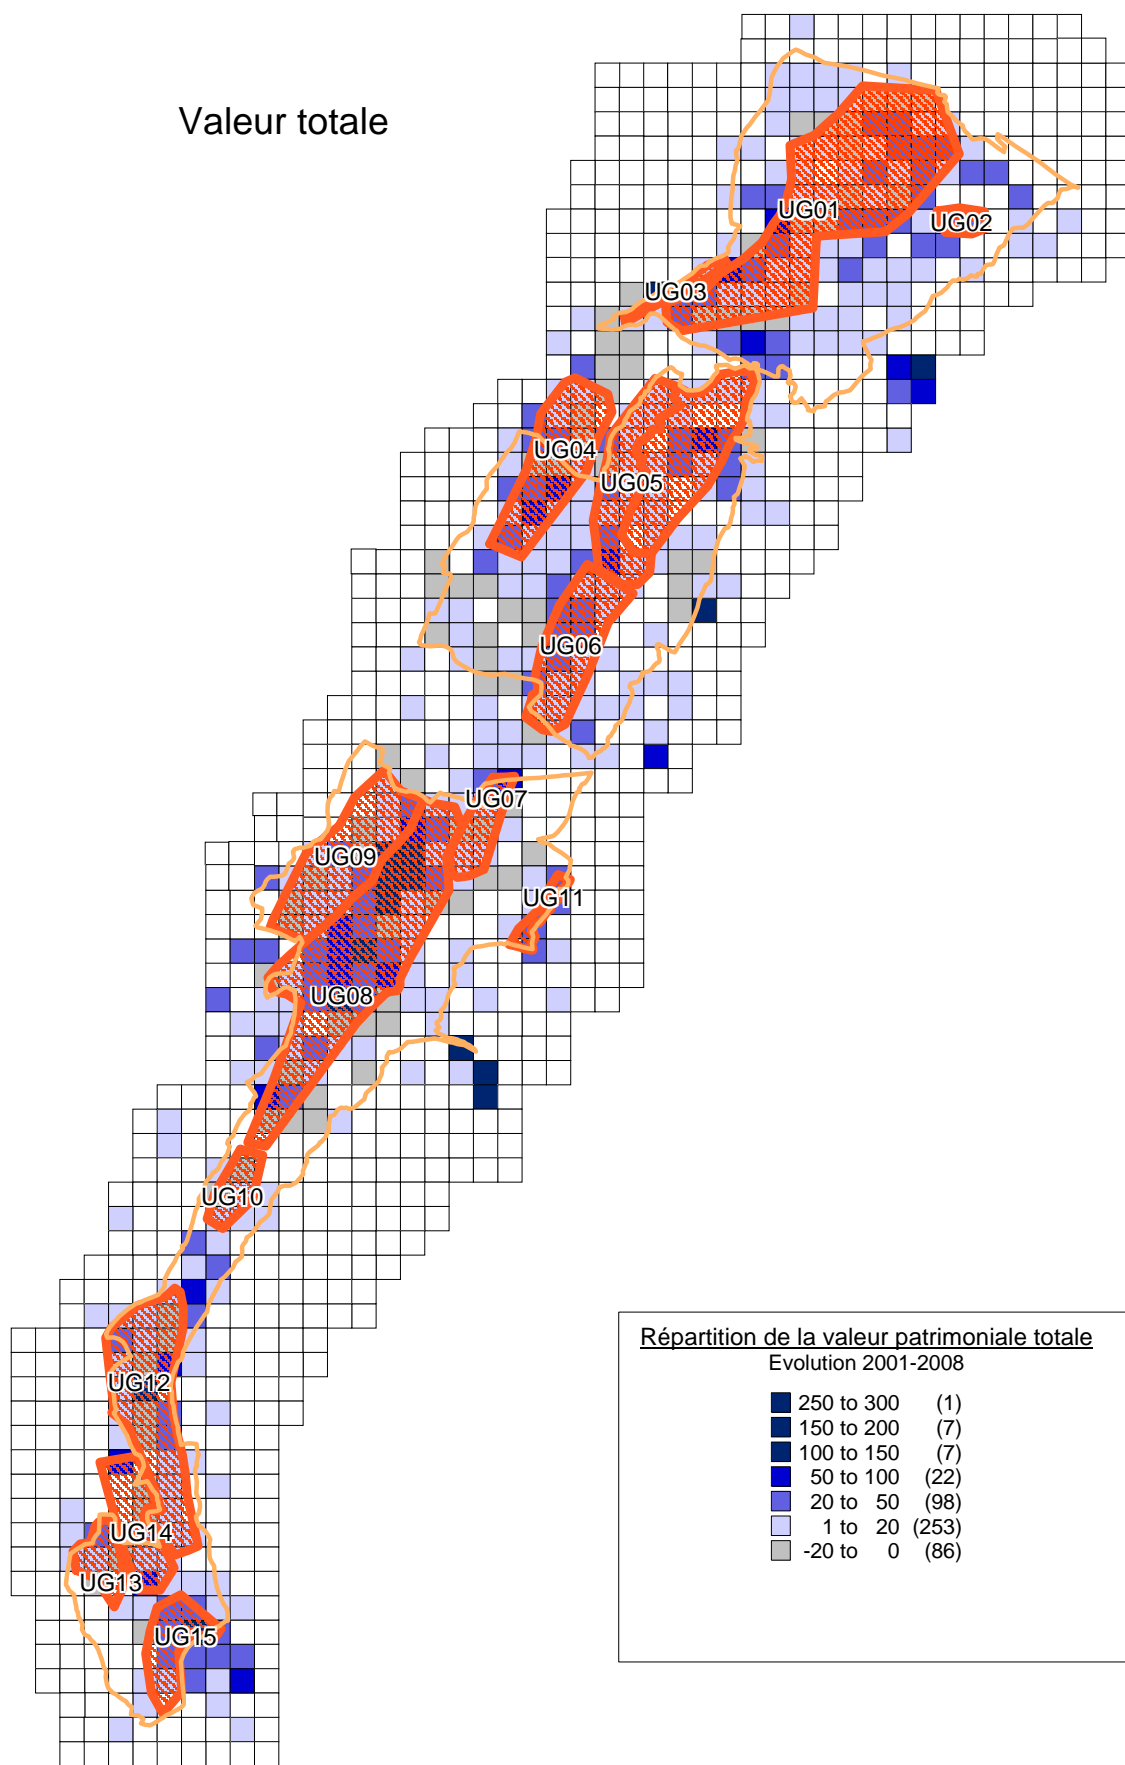 Valeur totale
UG01
UG02
UG03
UG04
UG05
UG06
UG07
UG09
UG11
UG08
UG10
UG12
UG14
UG13
UG15
Répartition de la valeur patrimoniale totale
Evolution 2001-2008
250 to 300 (1)
150 to 200 (7)
100 to 150 (7)
50 to 100 (22)
20 to 50 (98)
1 to 20 (253)
-20 to 0 (86)